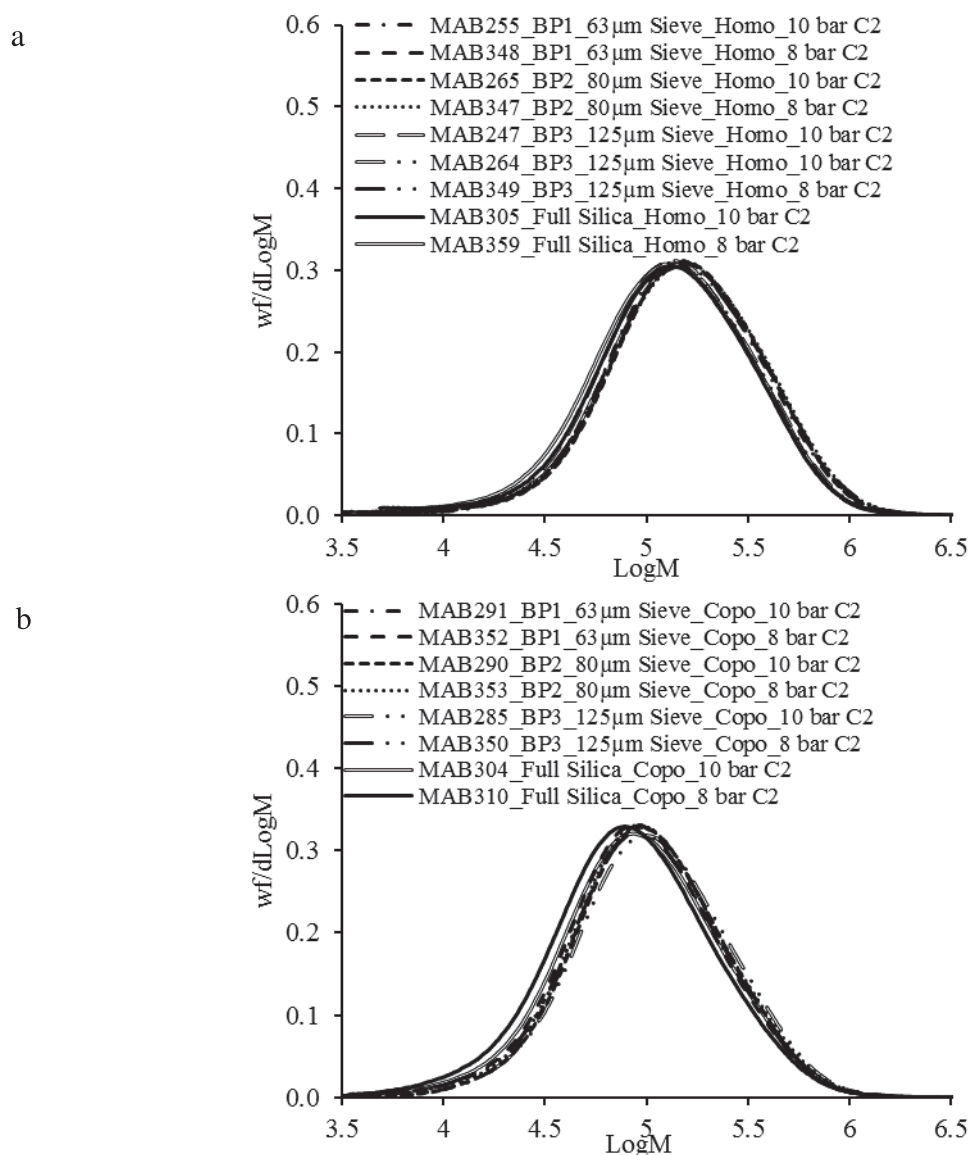 a
0.6
MAB255_BP1_63µm Sieve_Homo_10 bar C2
MAB348_BP1_63µm Sieve_Homo_8 bar C2
MAB265_BP2_80µm Sieve_Homo_10 bar C2
0.5
MAB347_BP2_80µm Sieve_Homo_8 bar C2
MAB247_BP3_125µm Sieve_Homo_10 bar C2
MAB264_BP3_125µm Sieve_Homo_10 bar C2
0.4
MAB349_BP3_125µm Sieve_Homo_8 bar C2
MAB305_Full Silica_Homo_10 bar C2
MAB359_Full Silica_Homo_8 bar C2
wf/dLogM
0.3
0.2
0.1
0.0
3.5 4 4.5 5 5.5 6 6.5
LogM
b
0.6
MAB291_BP1_63µm Sieve_Copo_10 bar C2
MAB352_BP1_63µm Sieve_Copo_8 bar C2
MAB290_BP2_80µm Sieve_Copo_10 bar C2
0.5
MAB353_BP2_80µm Sieve_Copo_8 bar C2
MAB285_BP3_125µm Sieve_Copo_10 bar C2
MAB350_BP3_125µm Sieve_Copo_8 bar C2
0.4
MAB304_Full Silica_Copo_10 bar C2
MAB310_Full Silica_Copo_8 bar C2
wf/dLogM
0.3
0.2
0.1
0.0
3.5 4 4.5 5 5.5 6 6.5
LogM